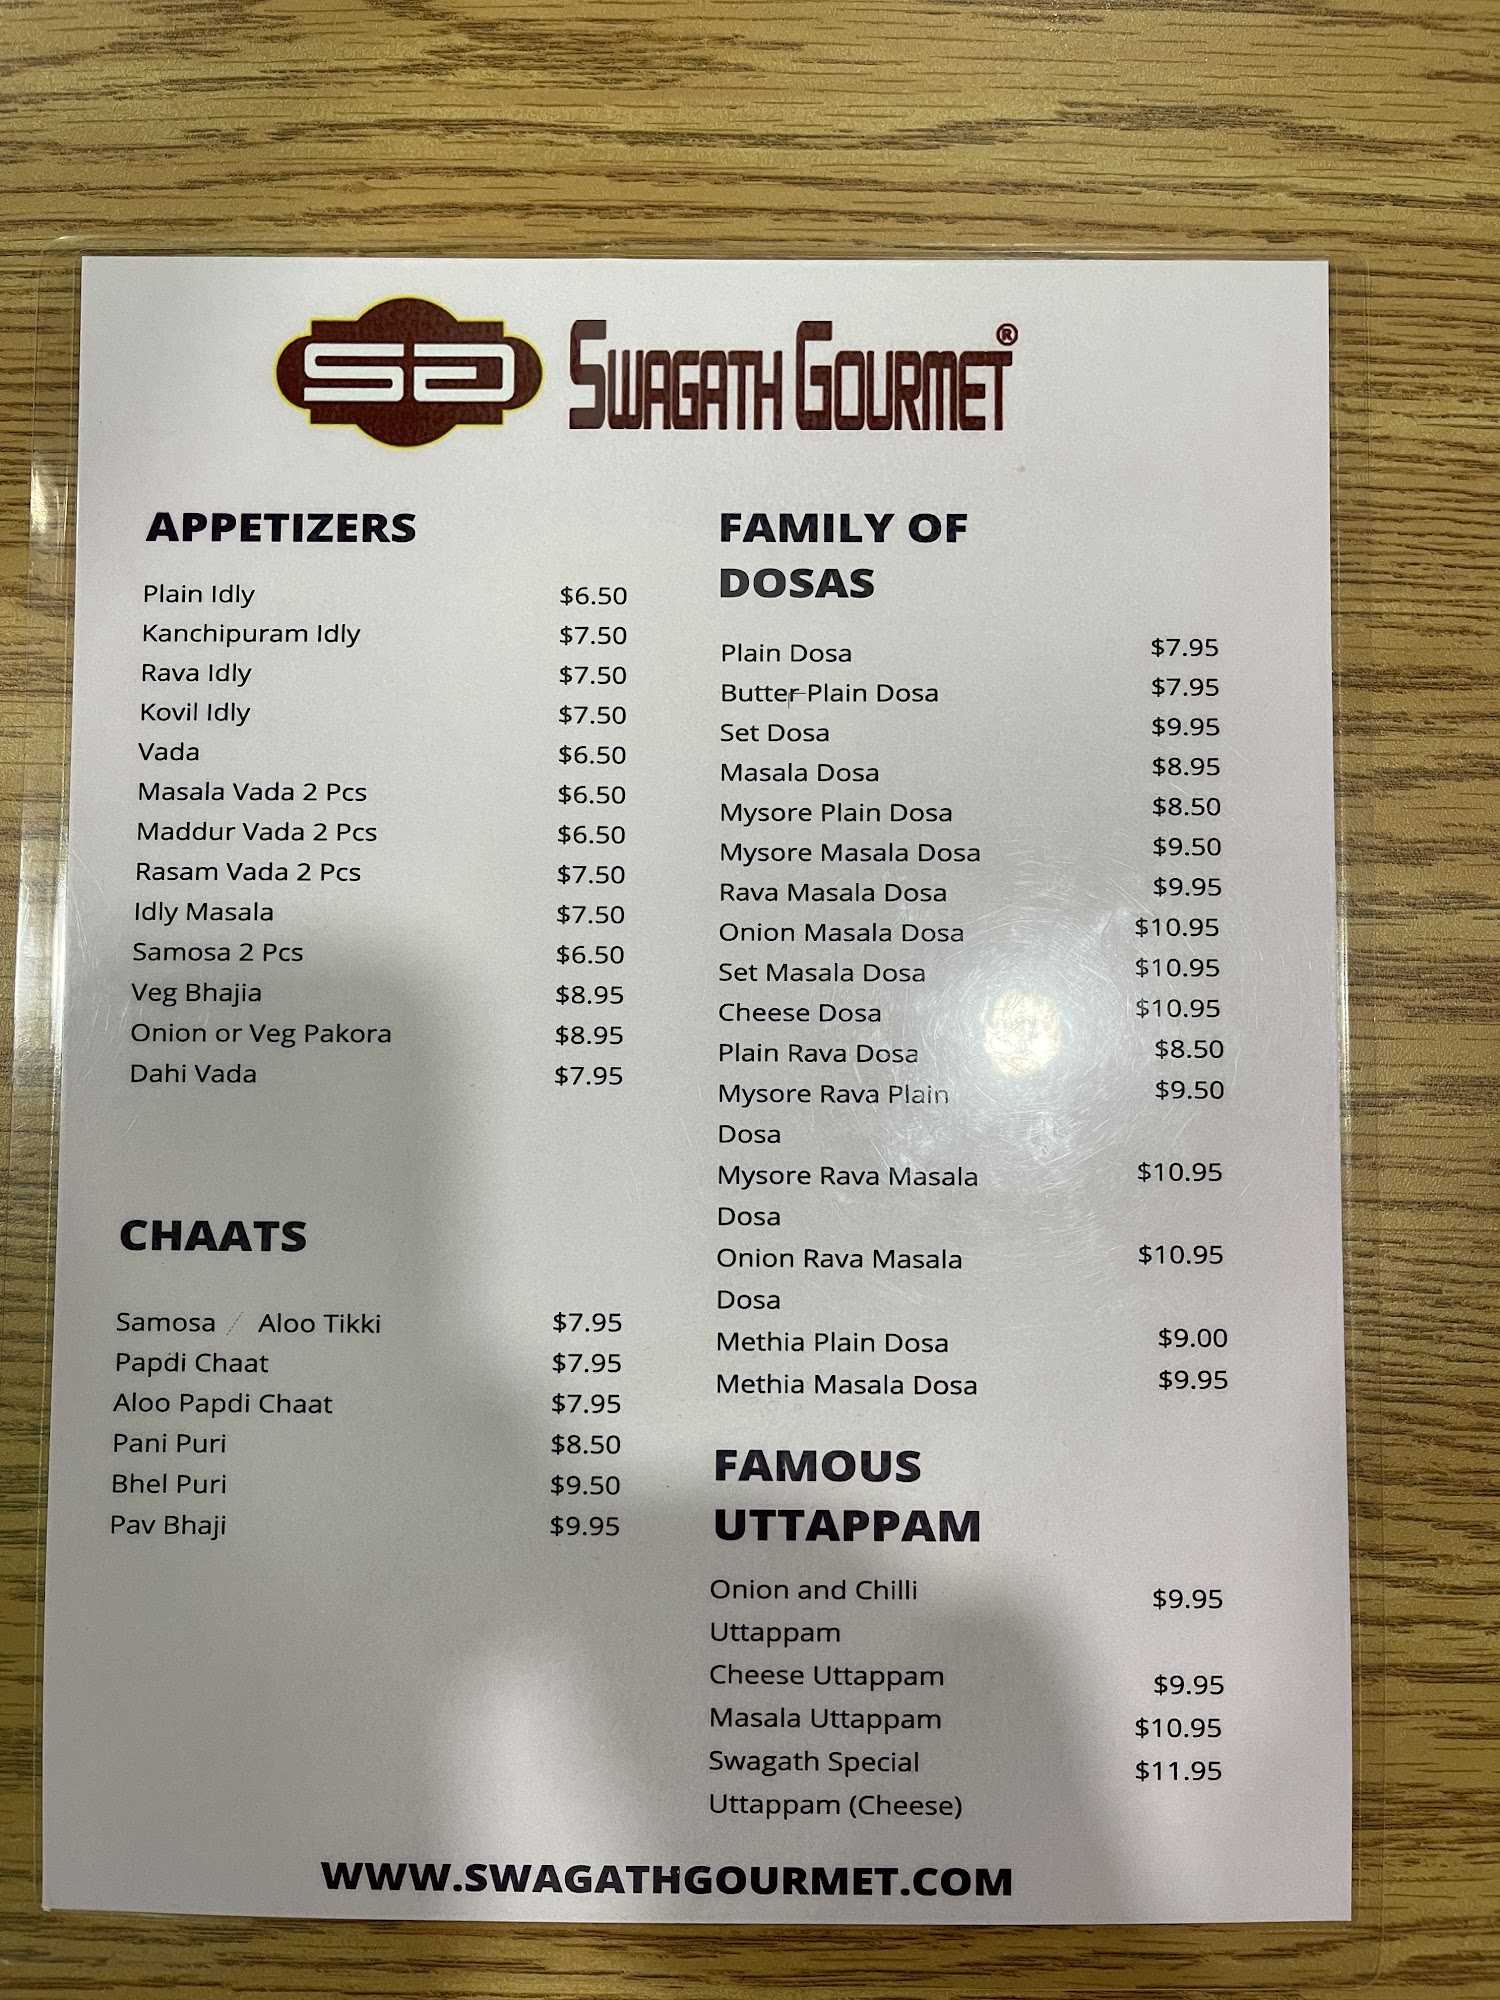 SG SWAGATH GOURMET®
APPETIZERS
Plain Idly $6.50
Kanchipuram Idly $7.50
Rava Idly $7.50
Kovil Idly $7.50
Vada $6.50
Masala Vada 2 Pcs $6.50
Maddur Vada 2 Pcs $6.50
Rasam Vada 2 Pcs $7.50
Idly Masala $7.50
Samosa 2 Pcs $6.50
Veg Bhajia $8.95
Onion or Veg Pakora $8.95
Dahi Vada $7.95
CHAATS
Samosa / Aloo Tikki $7.95
Papdi Chaat $7.95
Aloo Papdi Chaat $7.95
Pani Puri $8.50
Bhel Puri $9.50
Pav Bhaji $9.95
FAMILY OF
DOSAS
Plain Dosa $7.95
Butter Plain Dosa $7.95
Set Dosa $9.95
Masala Dosa $8.95
Mysore Plain Dosa $8.50
Mysore Masala Dosa $9.50
Rava Masala Dosa $9.95
Onion Masala Dosa $10.95
Set Masala Dosa $10.95
Cheese Dosa $10.95
Plain Rava Dosa $8.50
Mysore Rava Plain $9.50
Dosa
Mysore Rava Masala $10.95
Dosa
Onion Rava Masala $10.95
Dosa
Methia Plain Dosa $9.00
Methia Masala Dosa $9.95
FAMOUS
UTTAPPAM
Onion and Chilli $9.95
Uttappam
Cheese Uttappam $9.95
Masala Uttappam $10.95
Swagath Special $11.95
Uttappam (Cheese)
WWW.SWAGATHGOURMET.COM